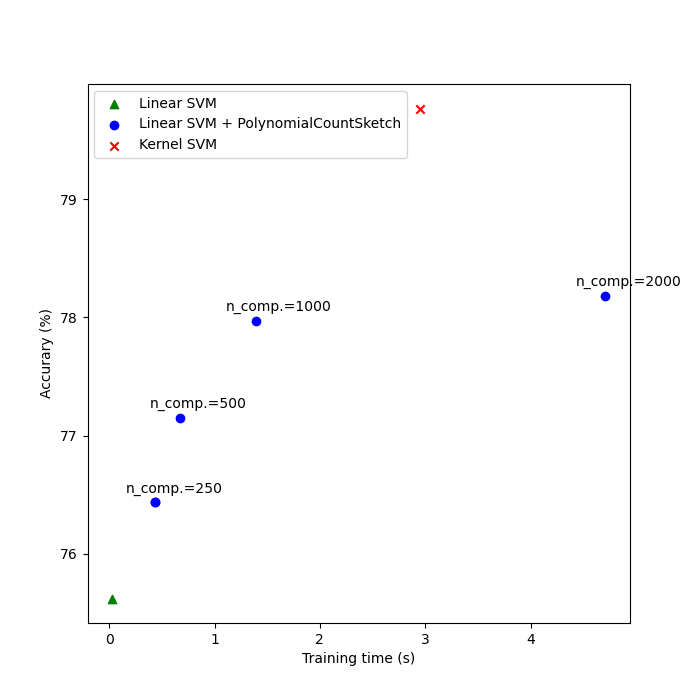 Linear SVM
Linear SVM + PolynomialCountSketch
Kernel SVM
79
n_comp.=2000
n_comp.=1000
78
n_comp.=500
77
n_comp.=250
76
Accurary (%)
0 1 2 3 4
Training time (s)